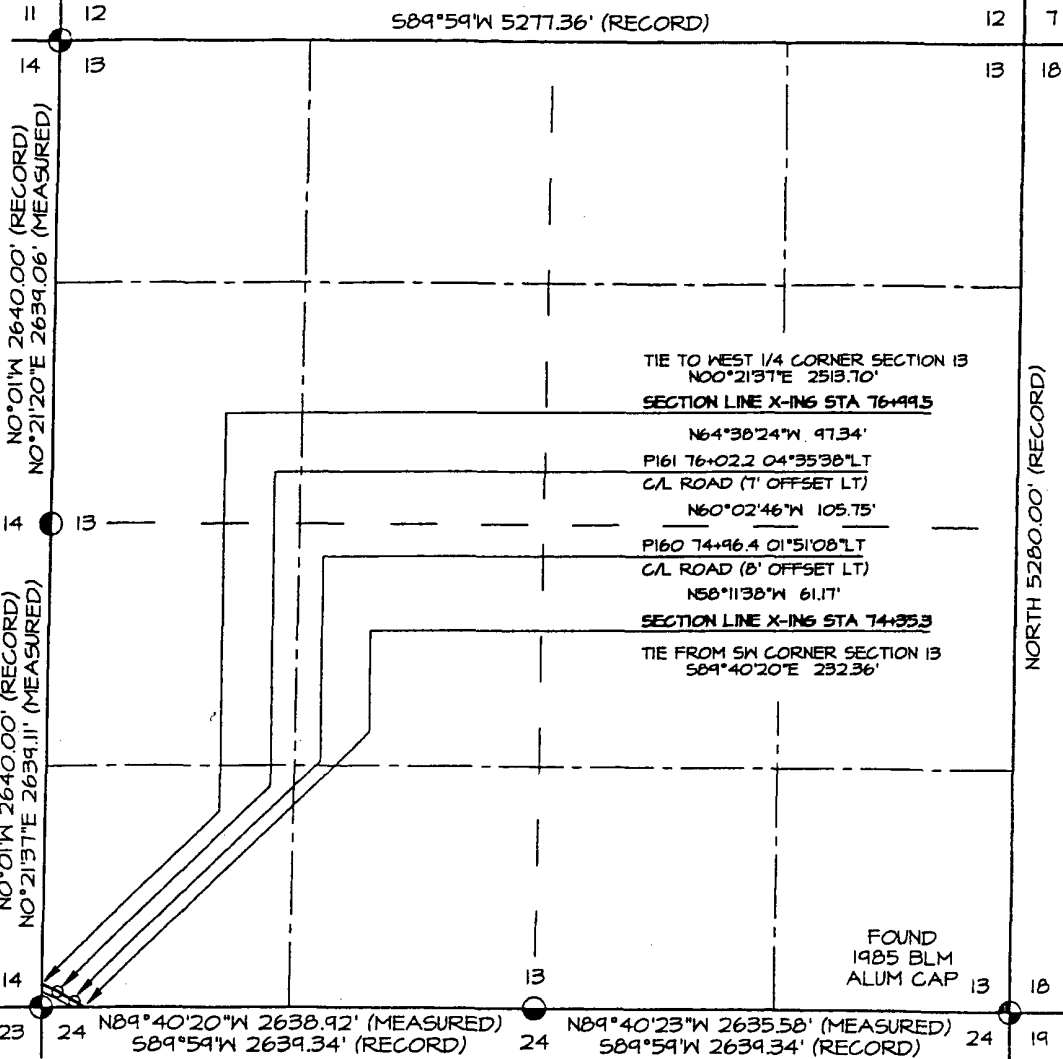 11 12
S89°59'W 5277.36' (RECORD)
12 7
14 13
13 18
N0°01'W 2640.00' (RECORD)
N0°21'20"E 2639.06' (MEASURED)
TIE TO WEST 1/4 CORNER SECTION 13
N00°21'37"E 2513.70'
SECTION LINE X-ING STA 76+99.5
N64°38'24"W 97.34'
PI61 76+02.2 04°35'38"LT
C/L ROAD (7' OFFSET LT)
N60°02'46"W 105.75'
14 13
PI60 74+96.4 01°51'08"LT
C/L ROAD (8' OFFSET LT)
N58°11'38"W 61.17'
SECTION LINE X-ING STA 74+35.3
TIE FROM SW CORNER SECTION 13
S89°40'20"E 232.36'
NORTH 5280.00' (RECORD)
N0°01'W 2640.00' (RECORD)
N0°21'37"E 2639.11' (MEASURED)
FOUND
1985 BLM
ALUM CAP
14
13
13 18
23 24
N89°40'20"W 2638.92' (MEASURED)
S89°59'W 2639.34' (RECORD)
24
N89°40'23"W 2635.58' (MEASURED)
S89°59'W 2639.34' (RECORD)
24 19